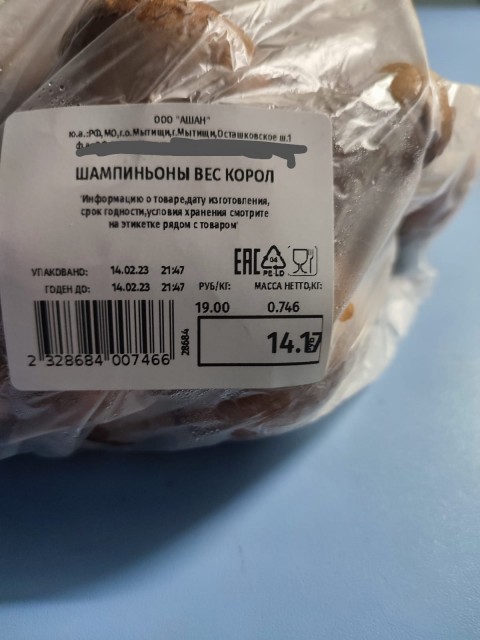 ООО "АШАН"
ю.а.:РФ,МО,г.о.Мытищи,г.Мытищи,Осташковское ш.1
ШАМПИНЬОНЫ ВЕС КОРОЛ
'Информацию о товаре,дату изготовления,
срок годности,условия хранения смотрите
на этикетке рядом с товаром'
EAC 04 PE-LD
УПАКОВАНО: 14.02.23 21:47 РУБ/КГ: МАССА НЕТТО,КГ:
ГОДЕН ДО: 14.02.23 21:47 19.00 0.746
28684
14.17
2 328684 007466